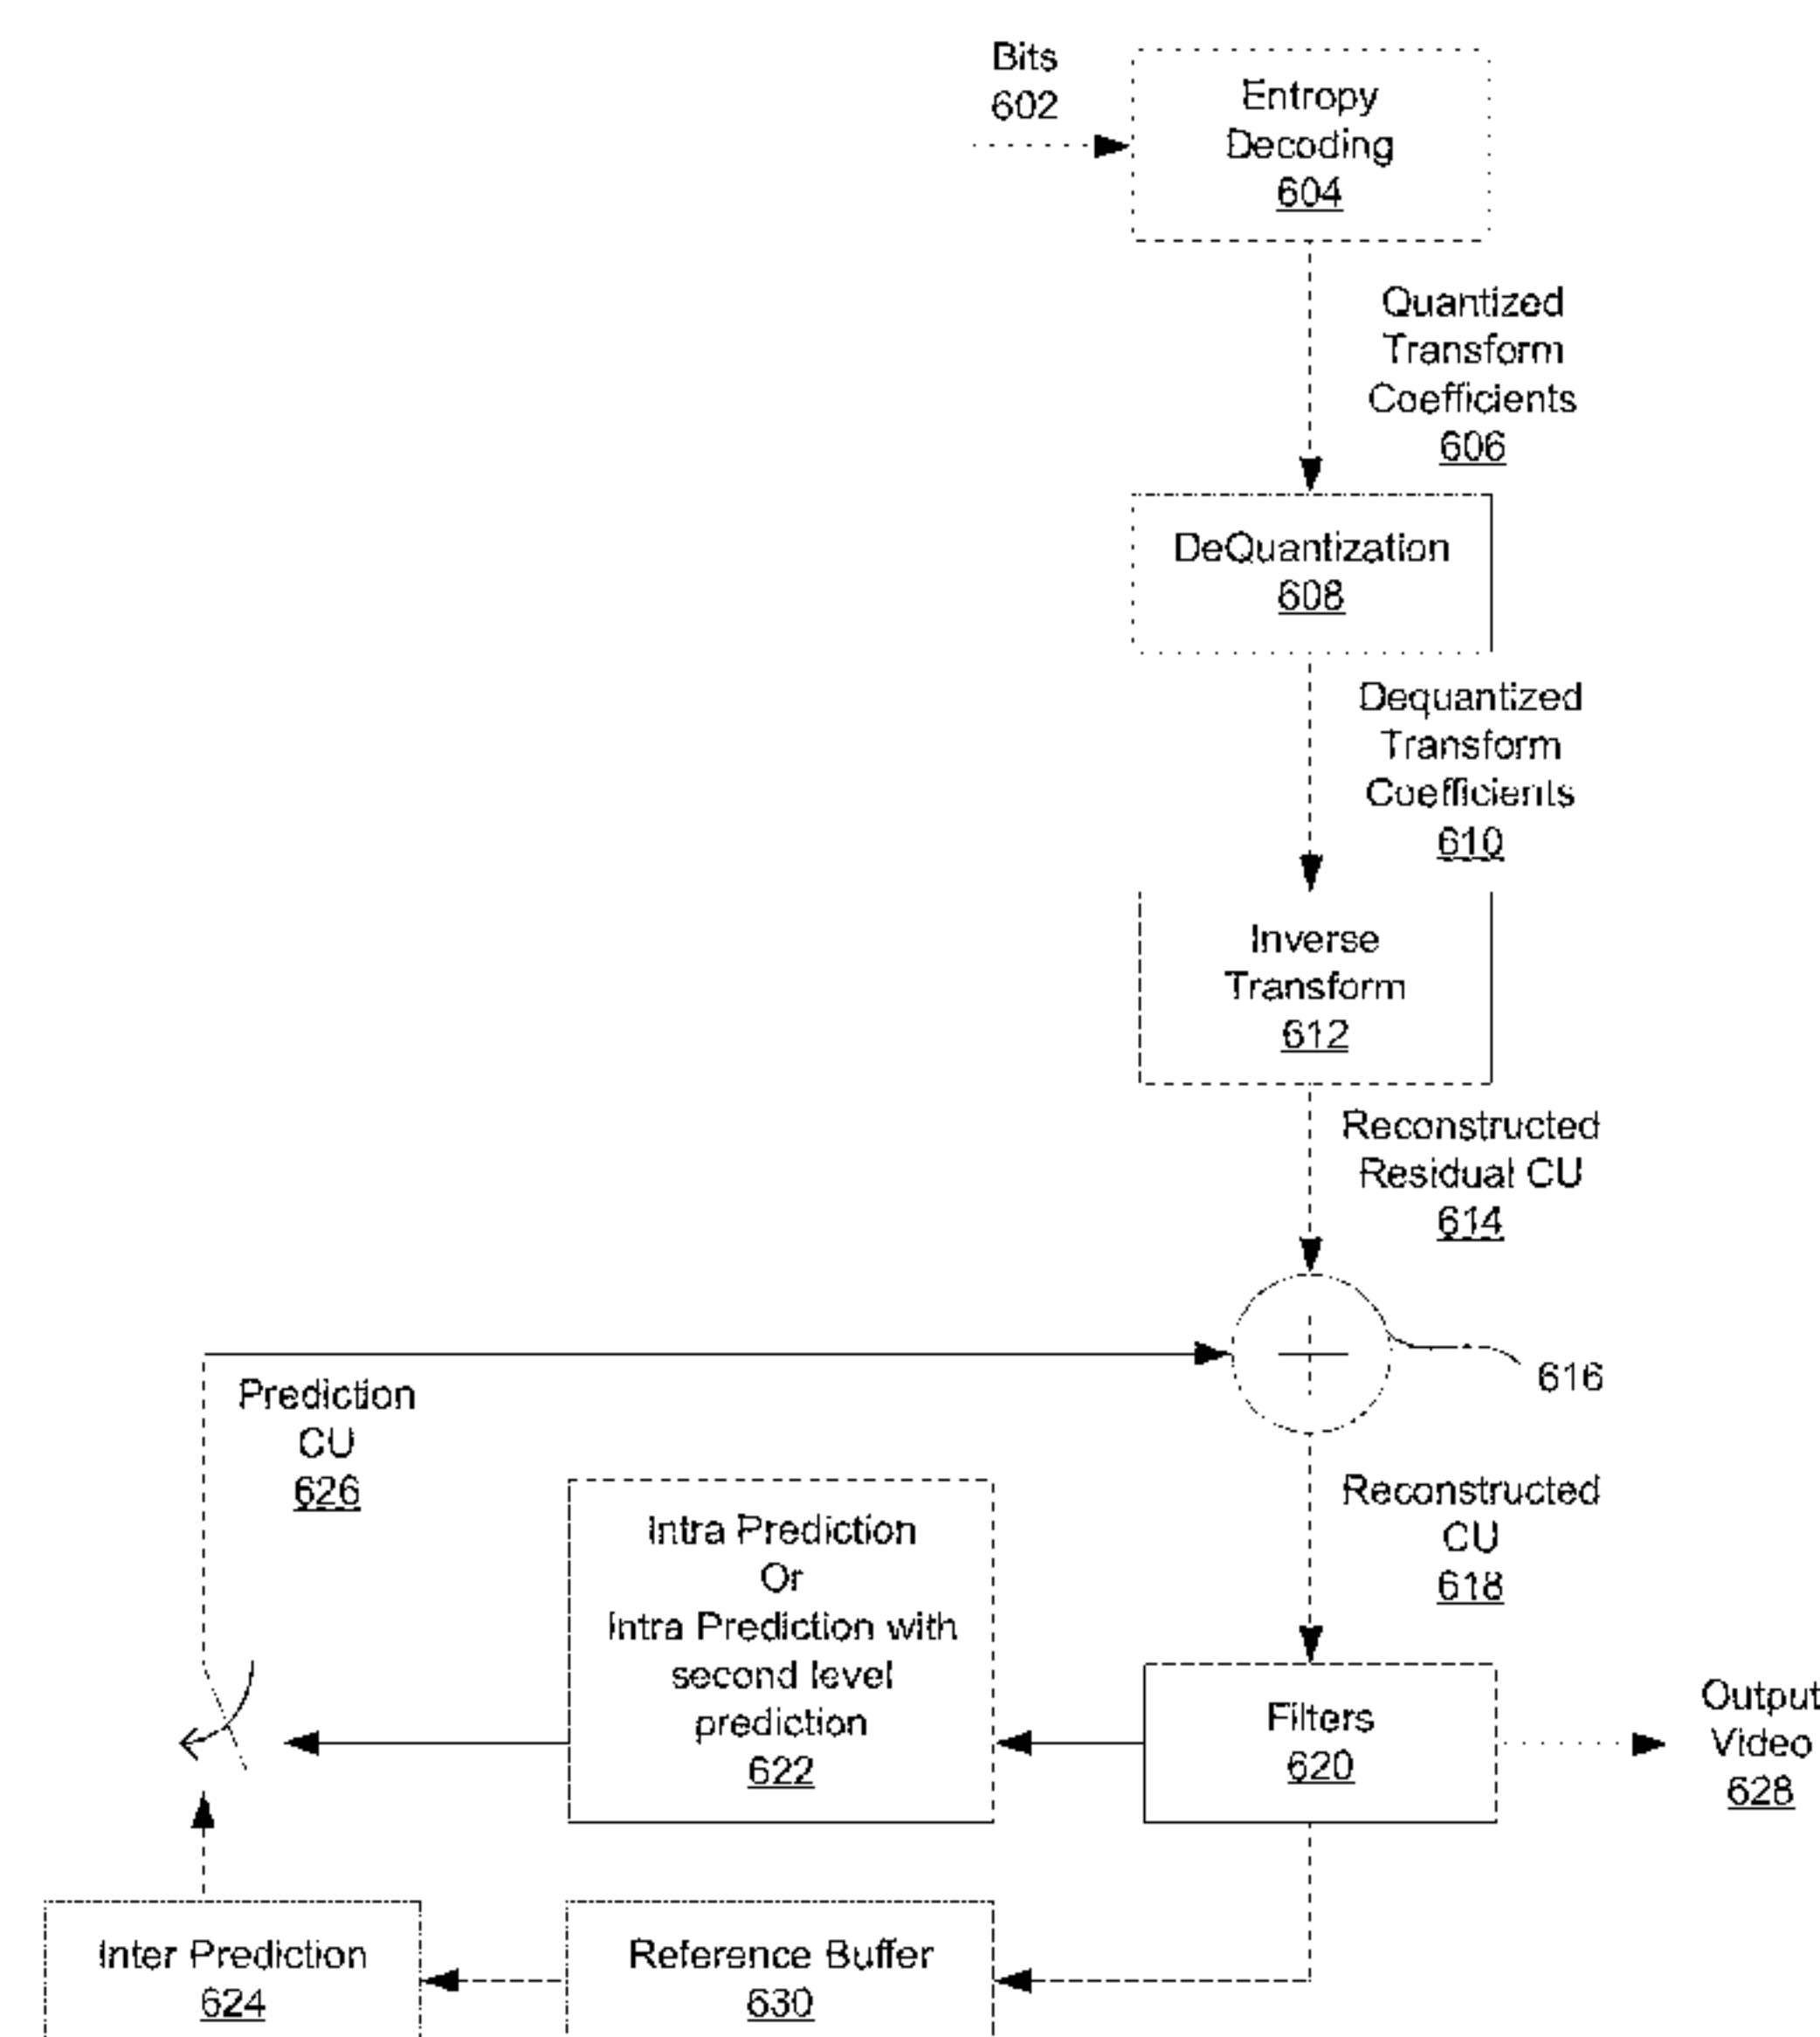 Bits
602
Entropy
Decoding
604
Quantized
Transform
Coefficients
606
DeQuantization
608
Dequantized
Transform
Coefficients
610
Inverse
Transform
612
Reconstructed
Residual CU
614
616
Prediction
CU
626
Reconstructed
CU
618
Intra Prediction
Or
Intra Prediction with
second level
prediction
622
Filters
620
Output
Video
628
Inter Prediction
624
Reference Buffer
630